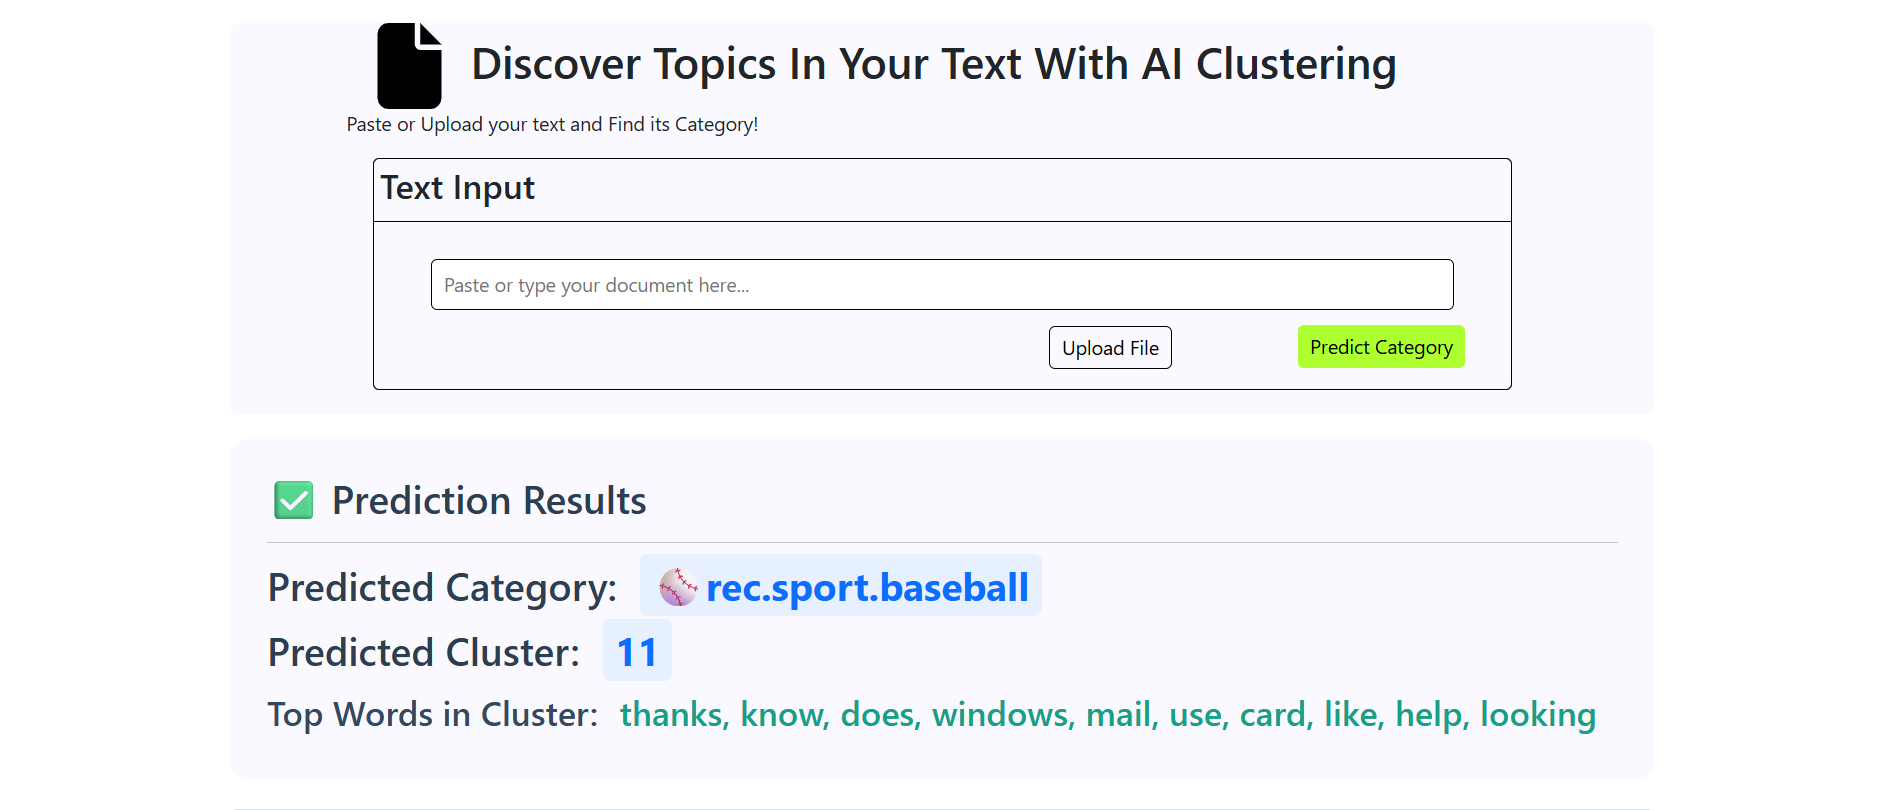 Discover Topics In Your Text With AI Clustering
Paste or Upload your text and Find its Category!
Text Input
Paste or type your document here...
Upload File
Predict Category
Prediction Results
Predicted Category: rec.sport.baseball
Predicted Cluster: 11
Top Words in Cluster: thanks, know, does, windows, mail, use, card, like, help, looking